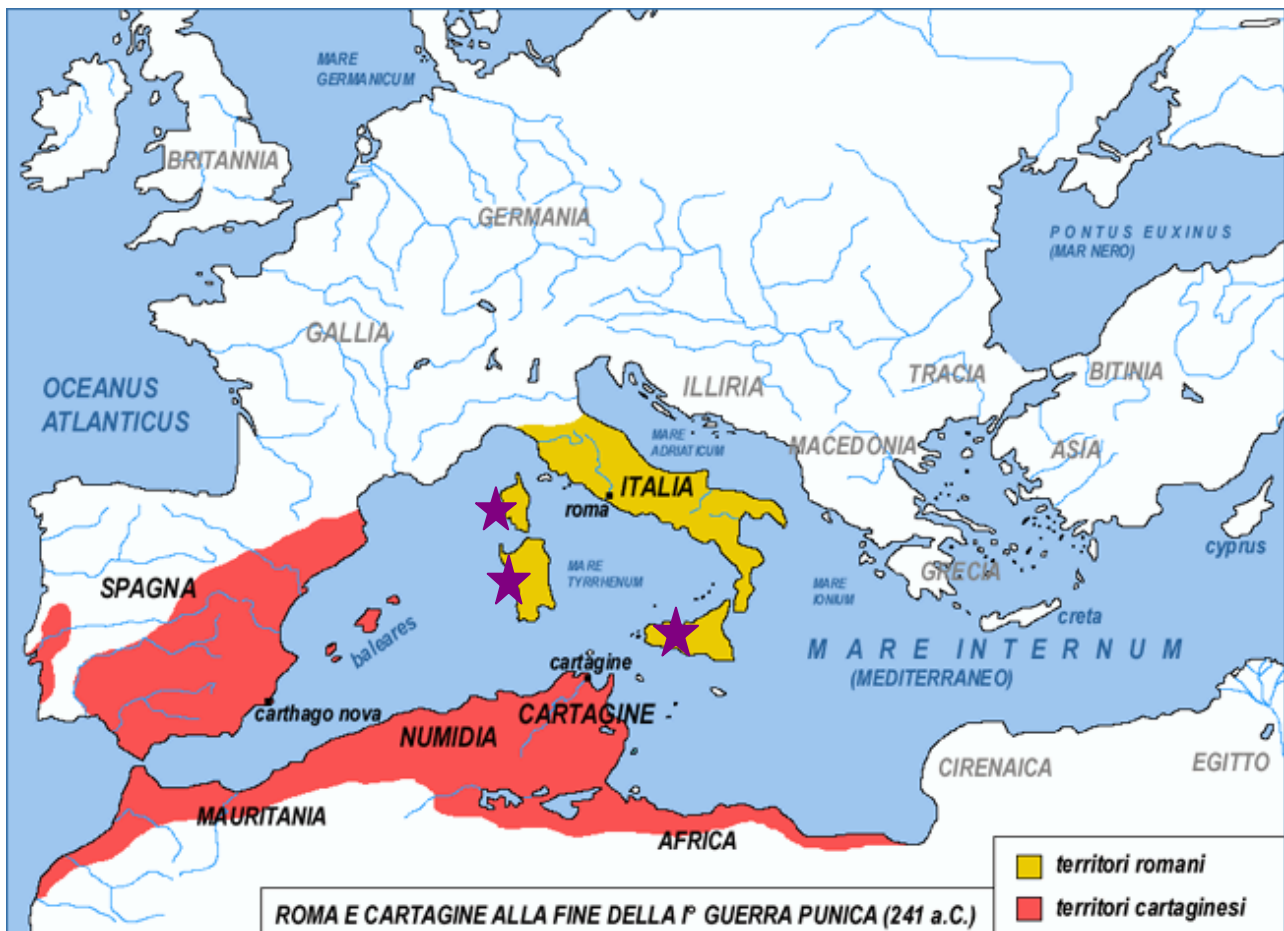 MARE
GERMANICUM
BRITANNIA
GERMANIA
PONTUS EUXINUS
(MAR NERO)
GALLIA
OCEANUS
ATLANTICUS
ILLIRIA
TRACIA
BITINIA
MARE
ADRIATICUM
MACEDONIA
ASIA
ITALIA
roma
SPAGNA
MARE
TYRRHENUM
MARE
IONIUM
GRECIA
cyprus
creta
baleares
MARE INTERNUM
(MEDITERRANEO)
cartagine
carthago nova
CARTAGINE
NUMIDIA
CIRENAICA
EGITTO
MAURITANIA
AFRICA
territori romani
territori cartaginesi
ROMA E CARTAGINE ALLA FINE DELLA I° GUERRA PUNICA (241 a.C.)